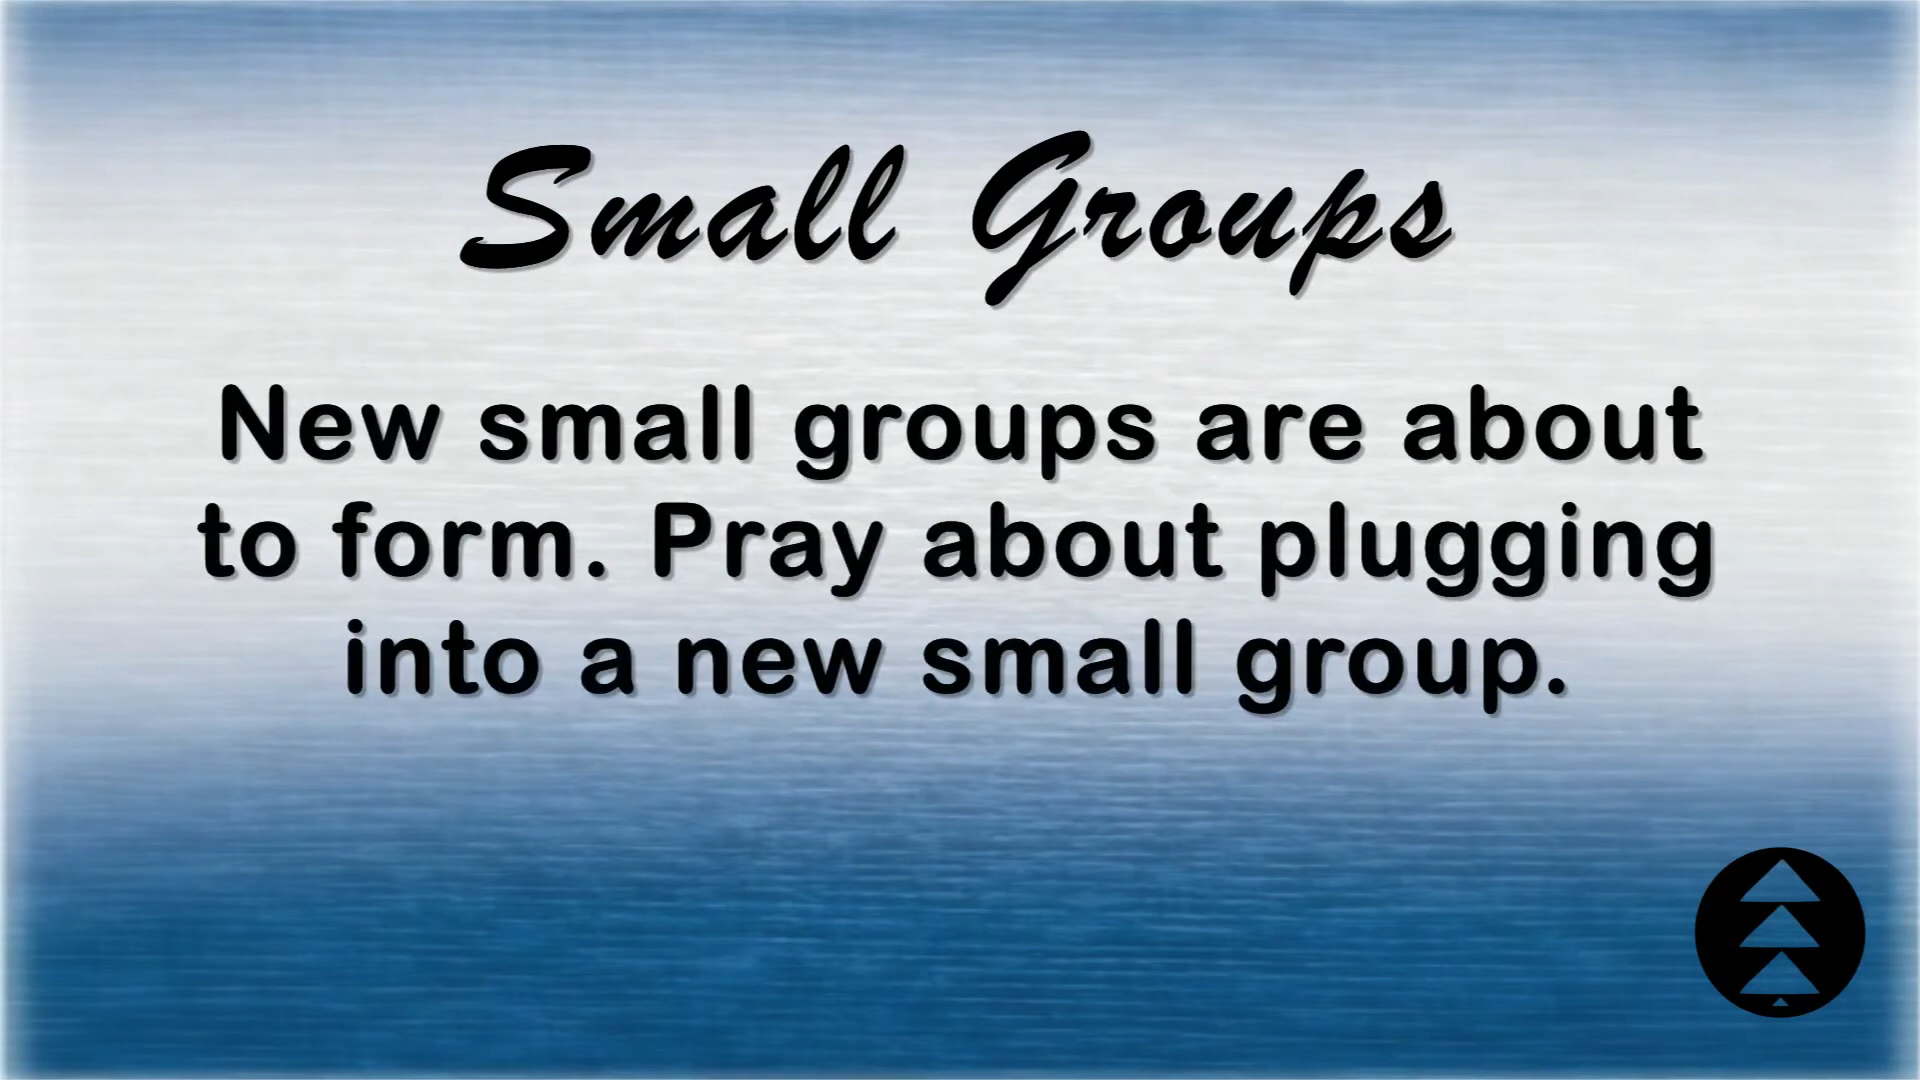 Small Groups
New small groups are about
to form. Pray about plugging
into a new small group.